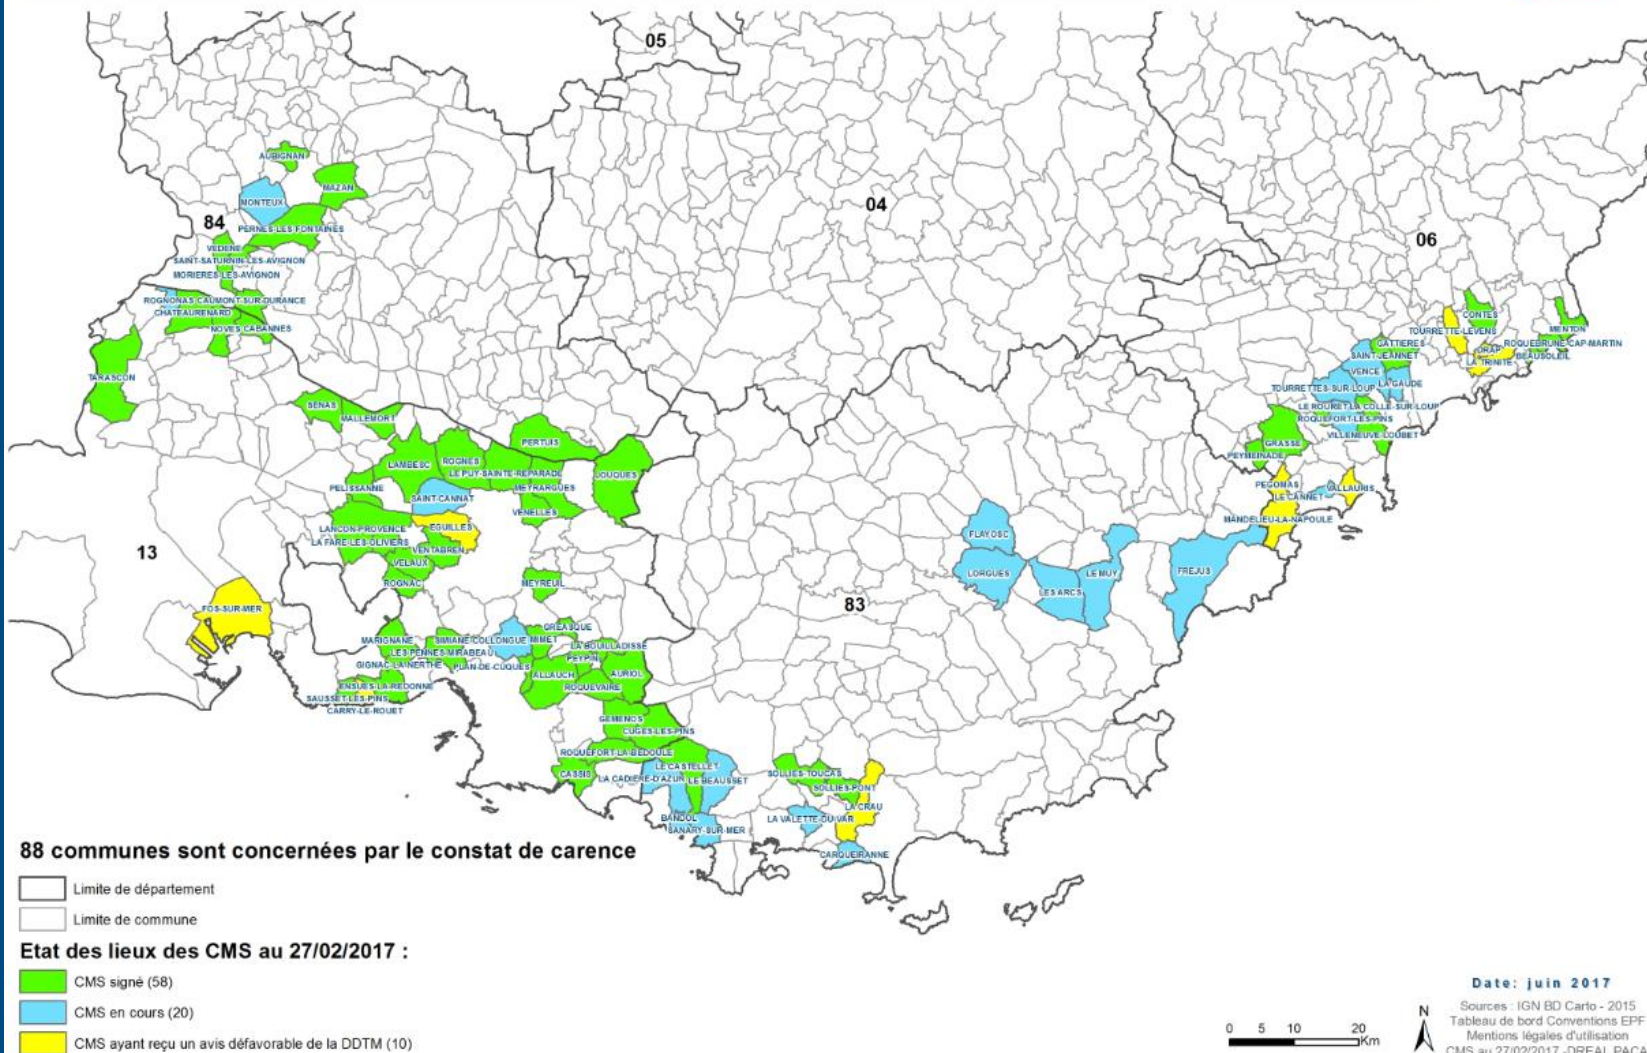 05
04
84
06
13
83
AUBIGNAN
MAZAN
MONTEUX
PERNES-LES FONTAINES
VEDENE
SAINT-SATURNIN-LES-AVIGNON
MORIERES-LES-AVIGNON
ROGNONAS CAUMONT-SUR-DURANCE
CHATEAURENARD
NOVES CABANNES
TARASCON
SENAS
MALLEMORT
PERTUIS
LAMBESC
ROGNES
LE PUY-SAINTE-REPARADE
JOUQUES
PELISSANNE
MEYRARGUES
SAINT-CANNAT
VENELLES
LANCON-PROVENCE
EGUILLES
LA FARE-LES-OLIVIERS
VENTABREN
VELAUX
ROGNAC
MEYREUIL
FOS-SUR-MER
GREASQUE
MARIGNANE
SIMIANE-COLLONGUE
MIMET
LA BOUILLADISSE
LES PENNES-MIRABEAU
PEYPIN
GIGNAC-LA-NERTHE
PLAN-DE-CUQUES
ALLAUCH
AURIOL
ENSUES-LA-REDONNE
ROQUEVAIRE
SAUSSET-LES-PINS
CARRY-LE-ROUET
GEMENOS
CUGES-LES-PINS
ROQUEFORT-LA-BEDOULE
CASSIS
LE CASTELLET
LA CADIERE-D'AZUR
LE BEAUSSET
BANDOL
SANARY-SUR-MER
SOLLIES-TOUCAS
SOLLIES-PONT
LA CRAU
LA VALETTE-DU-VAR
CARQUEIRANNE
FLAYOSC
LORGUES
LES ARCS
LE MUY
FREJUS
CONTES
TOURRETTE-LEVENS
MENTON
GATTIERES
DRAP
ROQUEBRUNE-CAP-MARTIN
SAINT-JEANNET
LA TRINITE
BEAUSOLEIL
VENCE
TOURRETTES-SUR-LOUP
LA GAUDE
LE ROURET
LA COLLE-SUR-LOUP
ROQUEFORT-LES-PINS
VILLENEUVE-LOUBET
GRASSE
PEYMEINADE
PEGOMAS
LE CANNET
VALLAURIS
MANDELIEU-LA-NAPOULE
88 communes sont concernées par le constat de carence
Limite de département
Limite de commune
Etat des lieux des CMS au 27/02/2017 :
CMS signé (58)
CMS en cours (20)
CMS ayant reçu un avis défavorable de la DDTM (10)
0 5 10 20
Km
N
Date: juin 2017
Sources : IGN BD Carto - 2015
Tableau de bord Conventions EPF
Mentions légales d'utilisation
CMS au 27/02/2017 -DREAL PACA